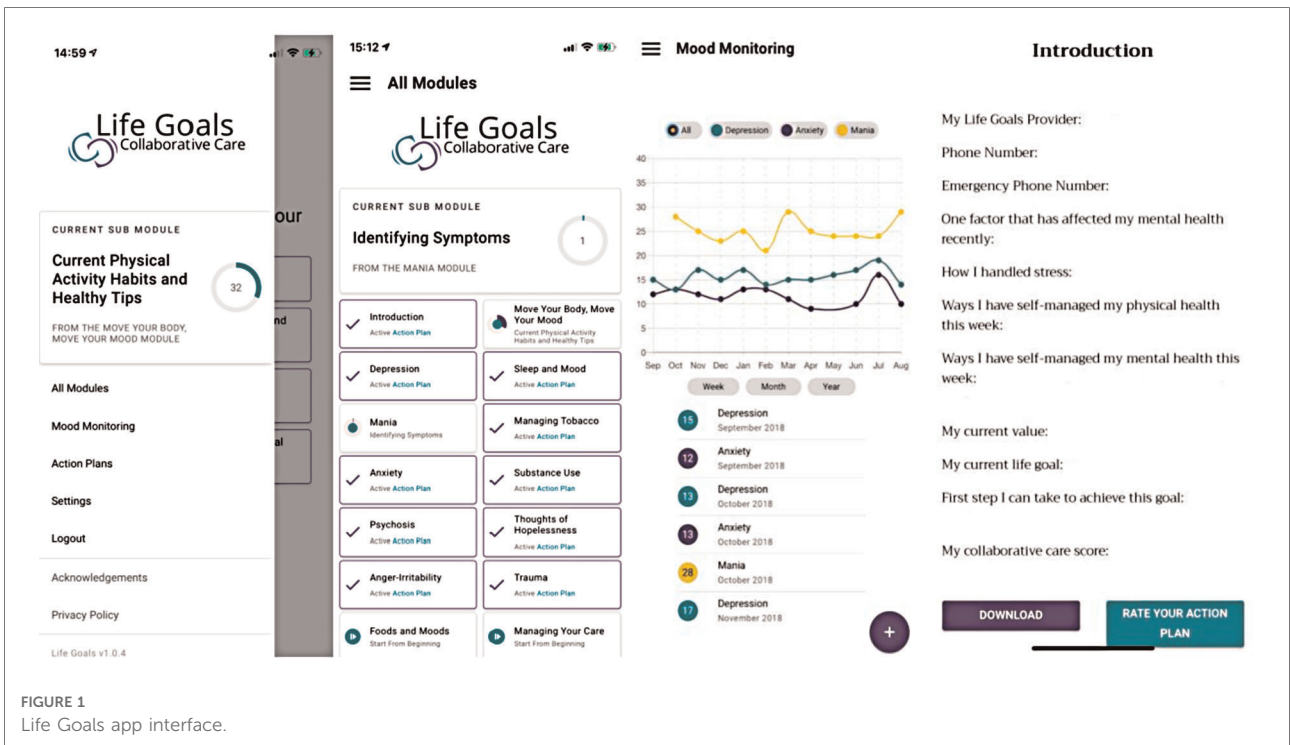 14:59
Life Goals
Collaborative Care
CURRENT SUB MODULE
Current Physical
Activity Habits and
Healthy Tips
32
FROM THE MOVE YOUR BODY,
MOVE YOUR MOOD MODULE
All Modules
Mood Monitoring
Action Plans
Settings
Logout
Acknowledgements
Privacy Policy
Life Goals v1.0.4
our
nd
al
15:12
All Modules
Life Goals
Collaborative Care
CURRENT SUB MODULE
Identifying Symptoms
1
FROM THE MANIA MODULE
Introduction
Active Action Plan
Move Your Body, Move
Your Mood
Current Physical Activity
Habits and Healthy Tips
Depression
Active Action Plan
Sleep and Mood
Active Action Plan
Mania
Identifying Symptoms
Managing Tobacco
Active Action Plan
Anxiety
Active Action Plan
Substance Use
Active Action Plan
Psychosis
Active Action Plan
Thoughts of
Hopelessness
Active Action Plan
Anger-Irritability
Active Action Plan
Trauma
Active Action Plan
Foods and Moods
Start From Beginning
Managing Your Care
Start From Beginning
Mood Monitoring
All Depression Anxiety Mania
40
35
30
25
20
15
10
5
0
Sep Oct Nov Dec Jan Feb Mar Apr May Jun Jul Aug
Week Month Year
15 Depression
September 2018
12 Anxiety
September 2018
13 Depression
October 2018
13 Anxiety
October 2018
28 Mania
October 2018
17 Depression
November 2018
+
Introduction
My Life Goals Provider:
Phone Number:
Emergency Phone Number:
One factor that has affected my mental health
recently:
How I handled stress:
Ways I have self-managed my physical health
this week:
Ways I have self-managed my mental health this
week:
My current value:
My current life goal:
First step I can take to achieve this goal:
My collaborative care score:
DOWNLOAD
RATE YOUR ACTION
PLAN
FIGURE 1
Life Goals app interface.